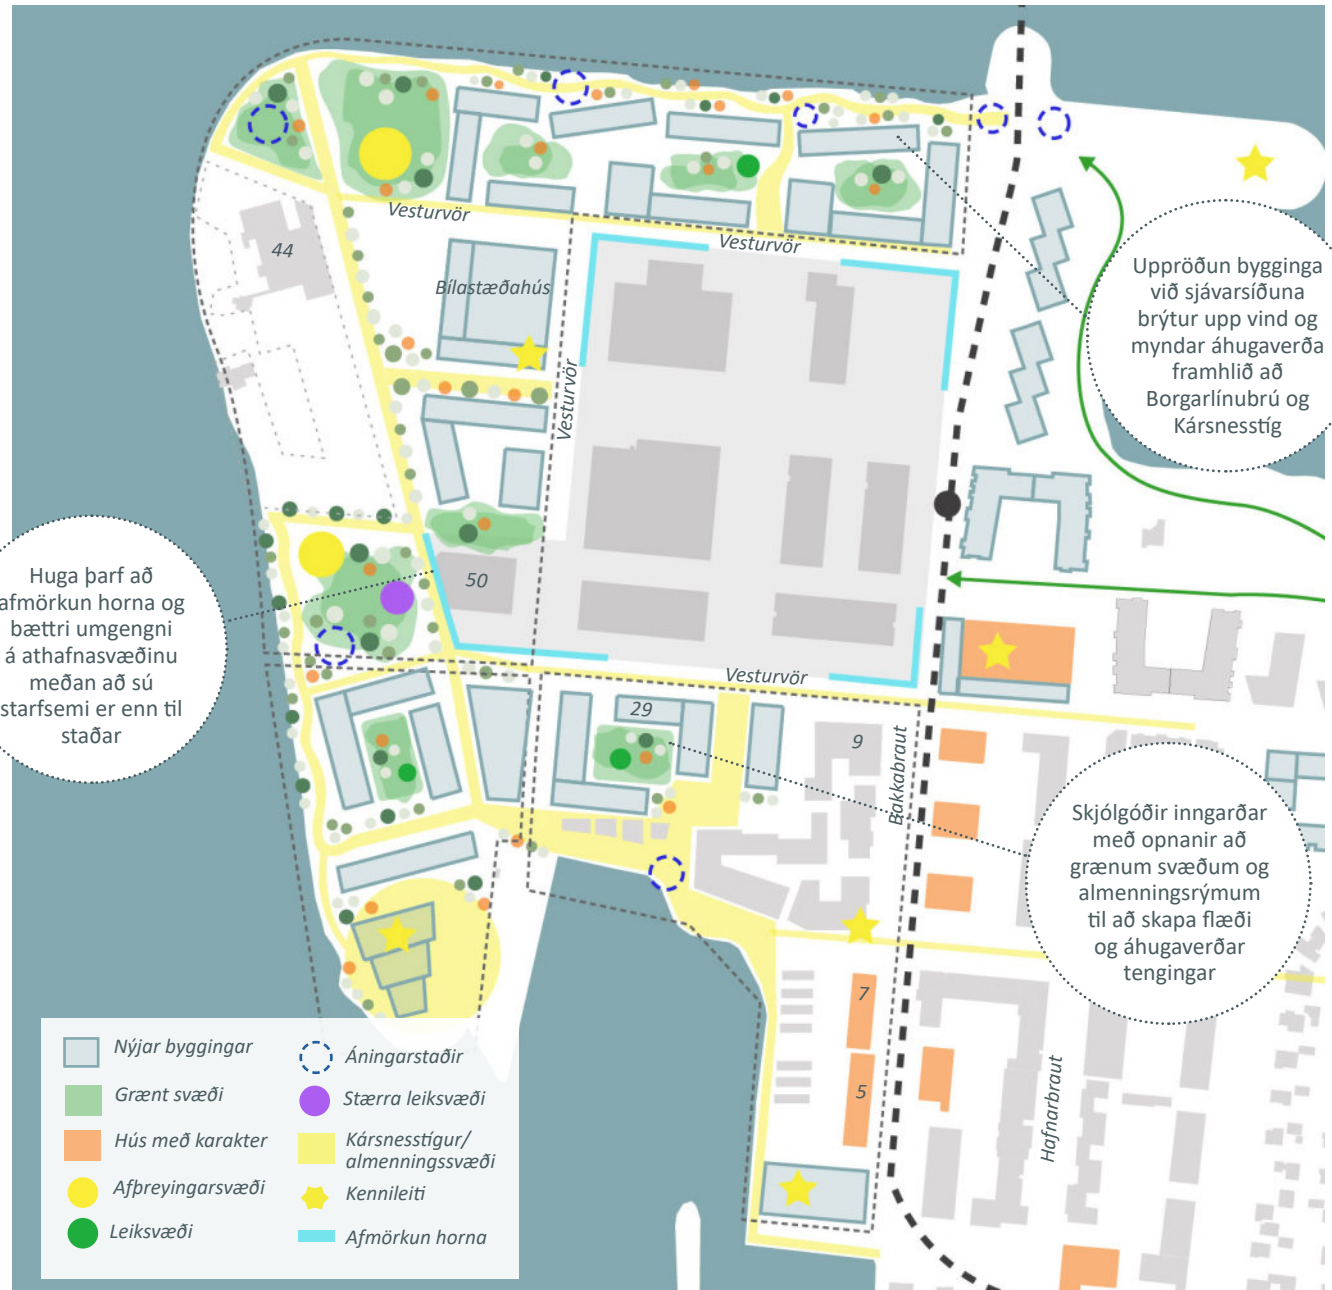 Vesturvör
Vesturvör
44
Bílastæðahús
Vesturvör
Uppröðun bygginga
við sjávarsíðuna
brýtur upp vind og
myndar áhugaverða
framhlið að
Borgarlínubrú og
Kársnesstíg
Huga þarf að
afmörkun horna og
bættri umgengni
á athafnasvæðinu
meðan að sú
starfsemi er enn til
staðar
50
Vesturvör
29
9
Bakkabraut
Skjólgóðir inngarðar
með opnanir að
grænum svæðum og
almenningsrýmum
til að skapa flæði
og áhugaverðar
tengingar
7
5
Hafnarbraut
Nýjar byggingar
Grænt svæði
Hús með karakter
Afþreyingarsvæði
Leiksvæði
Áningarstaðir
Stærra leiksvæði
Kársnesstígur/
almenningssvæði
Kennileiti
Afmörkun horna